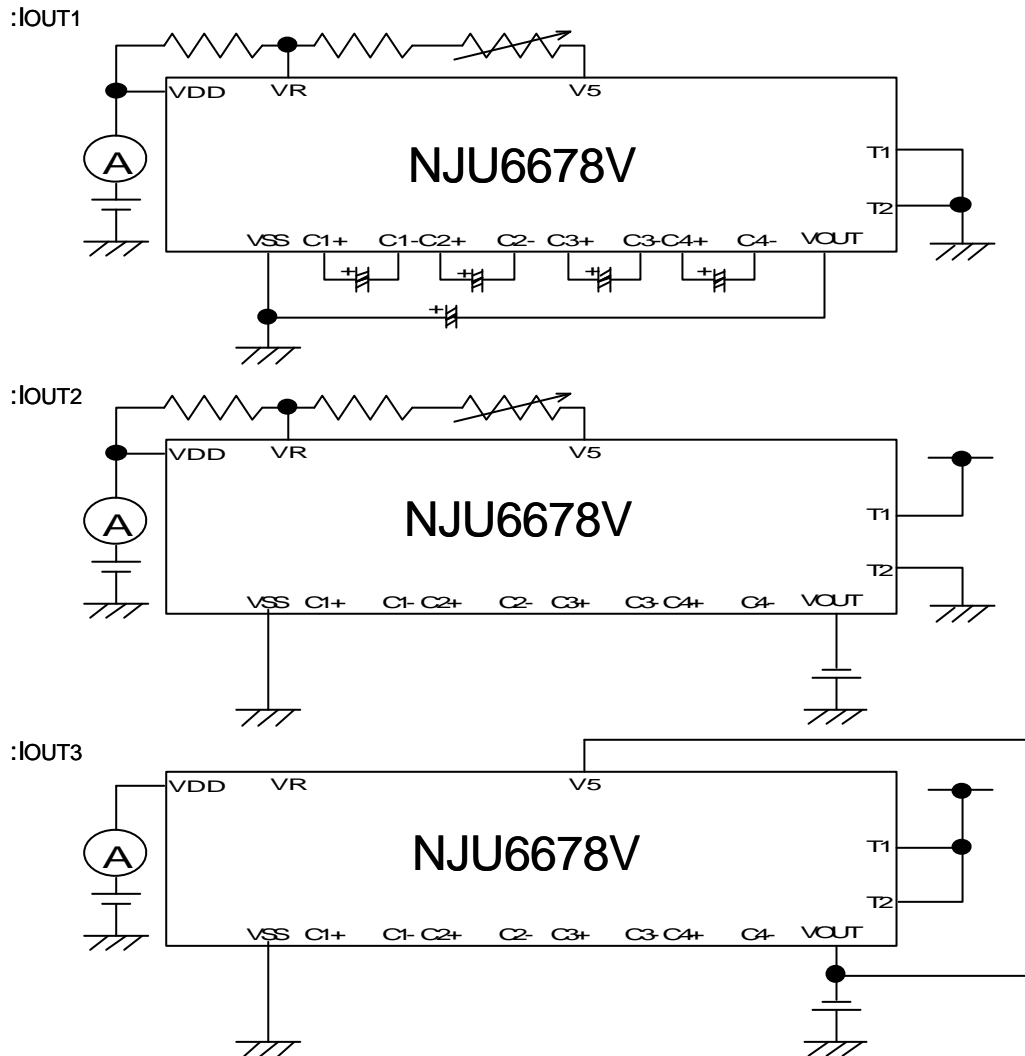 :IOUT1
VDD VR V5
A NJU6678V T1
T2
VSS C1+ C1- C2+ C2- C3+ C3- C4+ C4- VOUT
+ + + +
+
:IOUT2
VDD VR V5
A NJU6678V T1
T2
VSS C1+ C1- C2+ C2- C3+ C3- C4+ C4- VOUT
:IOUT3
VDD VR V5
A NJU6678V T1
T2
VSS C1+ C1- C2+ C2- C3+ C3- C4+ C4- VOUT